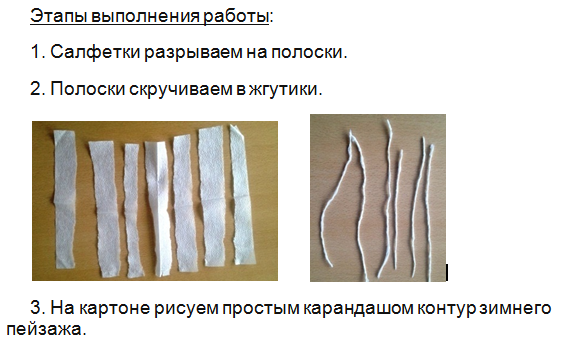 Этапы выполнения работы:
1. Салфетки разрываем на полоски.
2. Полоски скручиваем в жгутики.
3. На картоне рисуем простым карандашом контур зимнего
пейзажа.